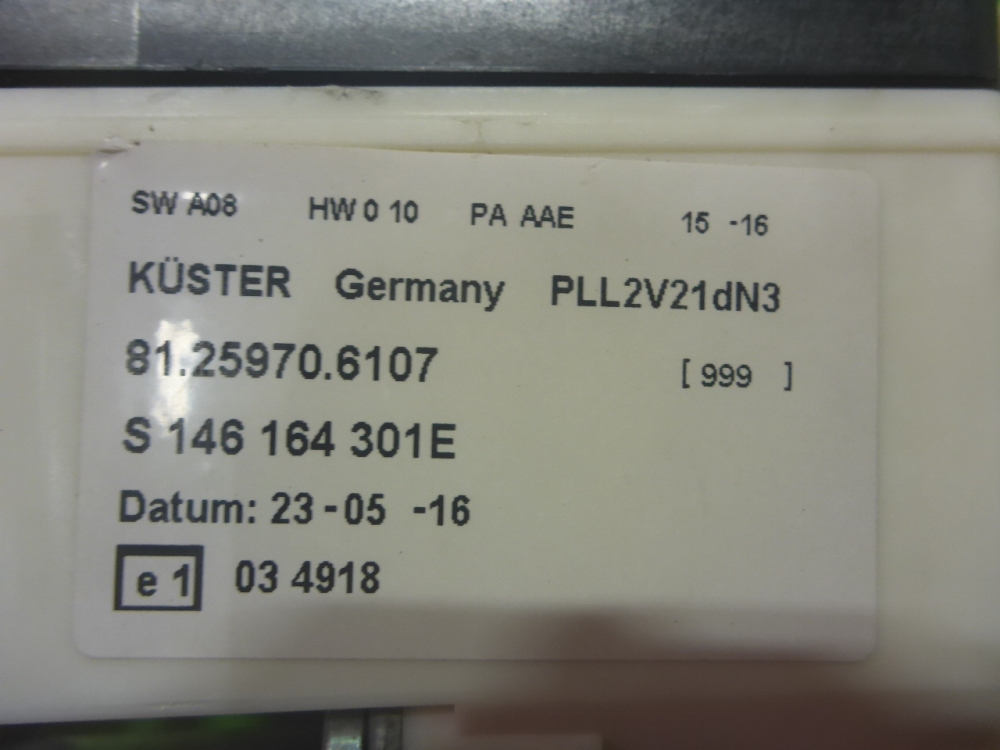 SW A08 HW 0 10 PA AAE 15 -16
KÜSTER Germany PLL2V21dN3
81.25970.6107 [ 999 ]
S 146 164 301E
Datum: 23-05 -16
e 1 03 4918